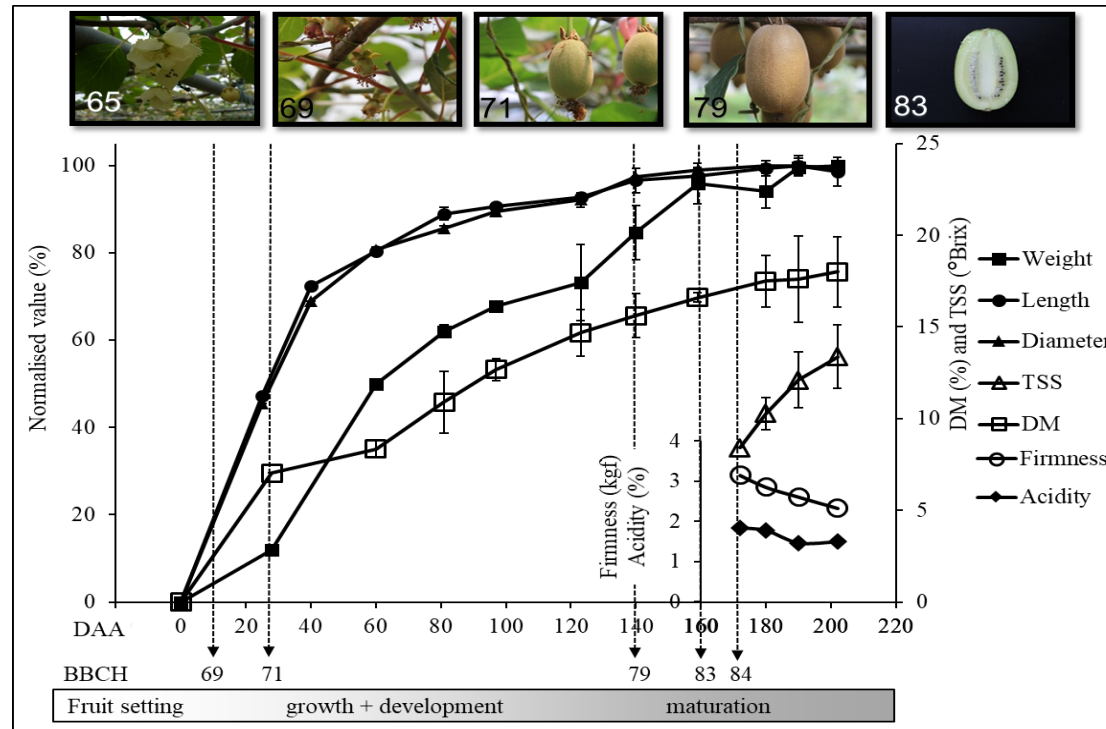 65
69
71
79
83
Normalised value (%)
100
80
60
40
20
0
25
20
15
10
5
0
DM (%) and TSS (°Brix)
Weight
Length
Diameter
TSS
DM
Firmness
Acidity
Firmness (kgf)
Acidity (%)
4
3
2
1
0
DAA 0 20 40 60 80 100 120 140 160 180 200 220
BBCH 69 71 79 83 84
Fruit setting growth + development maturation